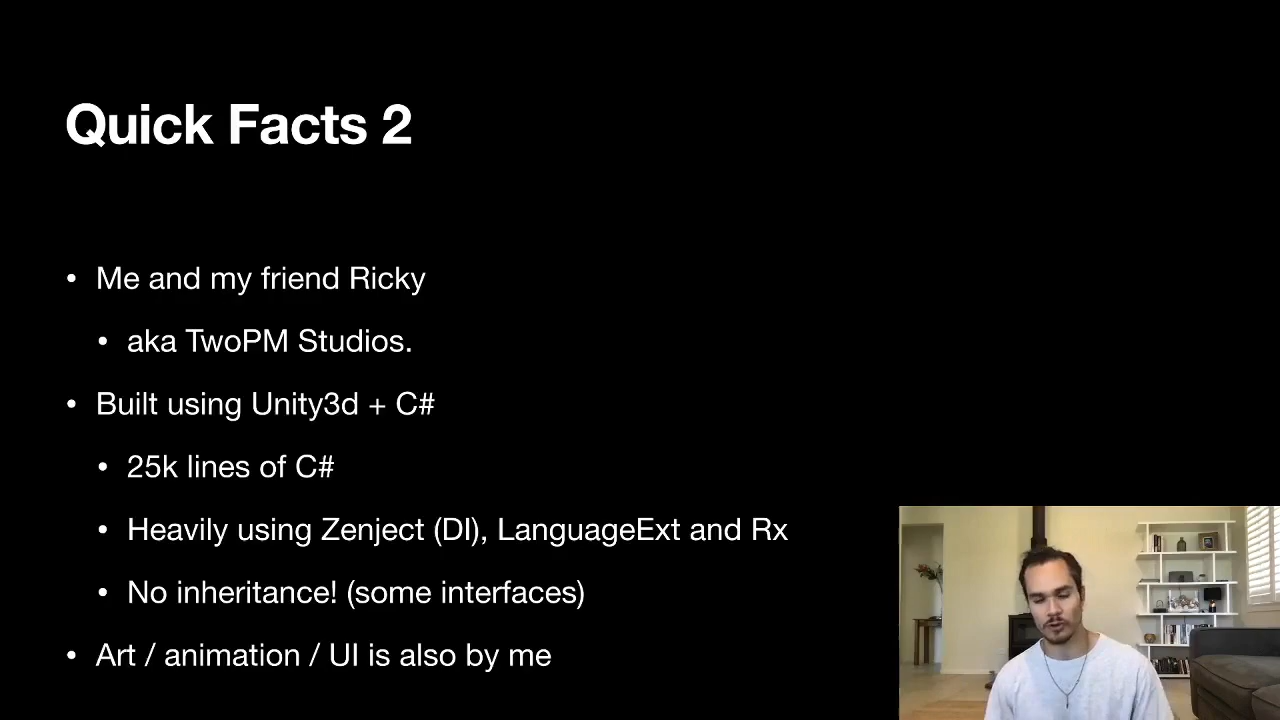 Quick Facts 2
• Me and my friend Ricky
• aka TwoPM Studios.
• Built using Unity3d + C#
• 25k lines of C#
• Heavily using Zenject (DI), LanguageExt and Rx
• No inheritance! (some interfaces)
• Art / animation / UI is also by me